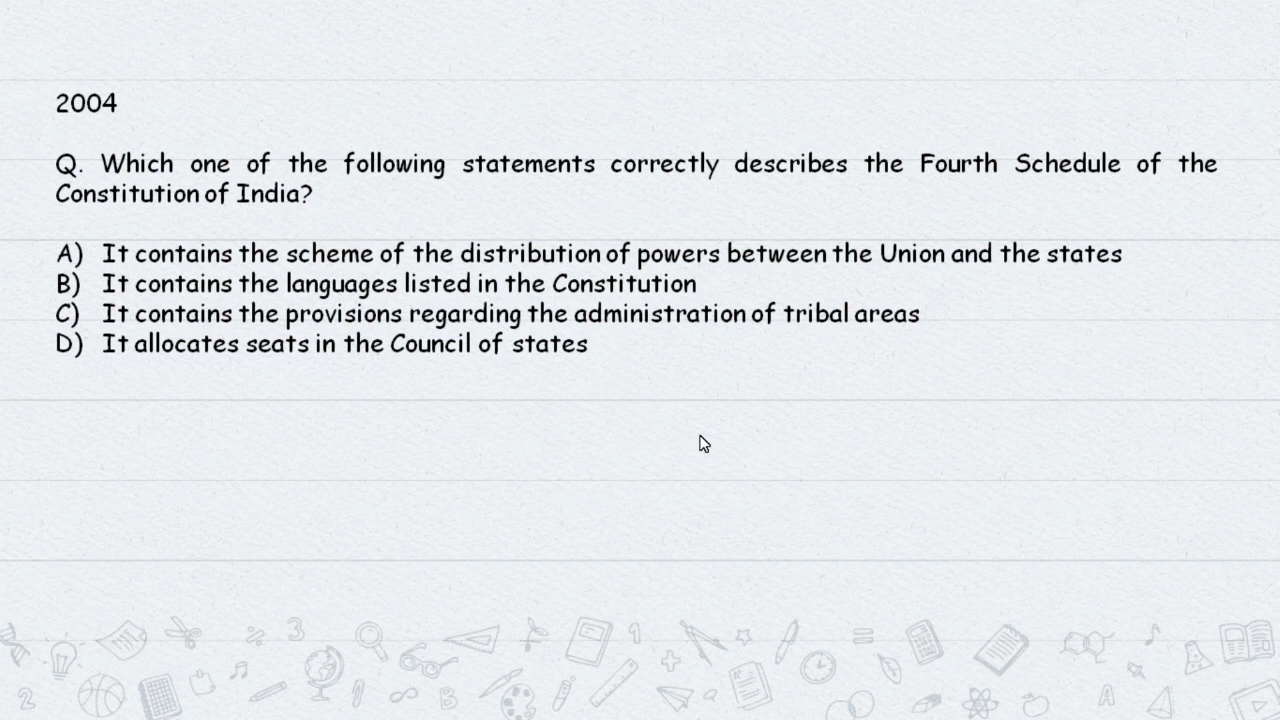 2004
Q. Which one of the following statements correctly describes the Fourth Schedule of the
Constitution of India?
A) It contains the scheme of the distribution of powers between the Union and the states
B) It contains the languages listed in the Constitution
C) It contains the provisions regarding the administration of tribal areas
D) It allocates seats in the Council of states